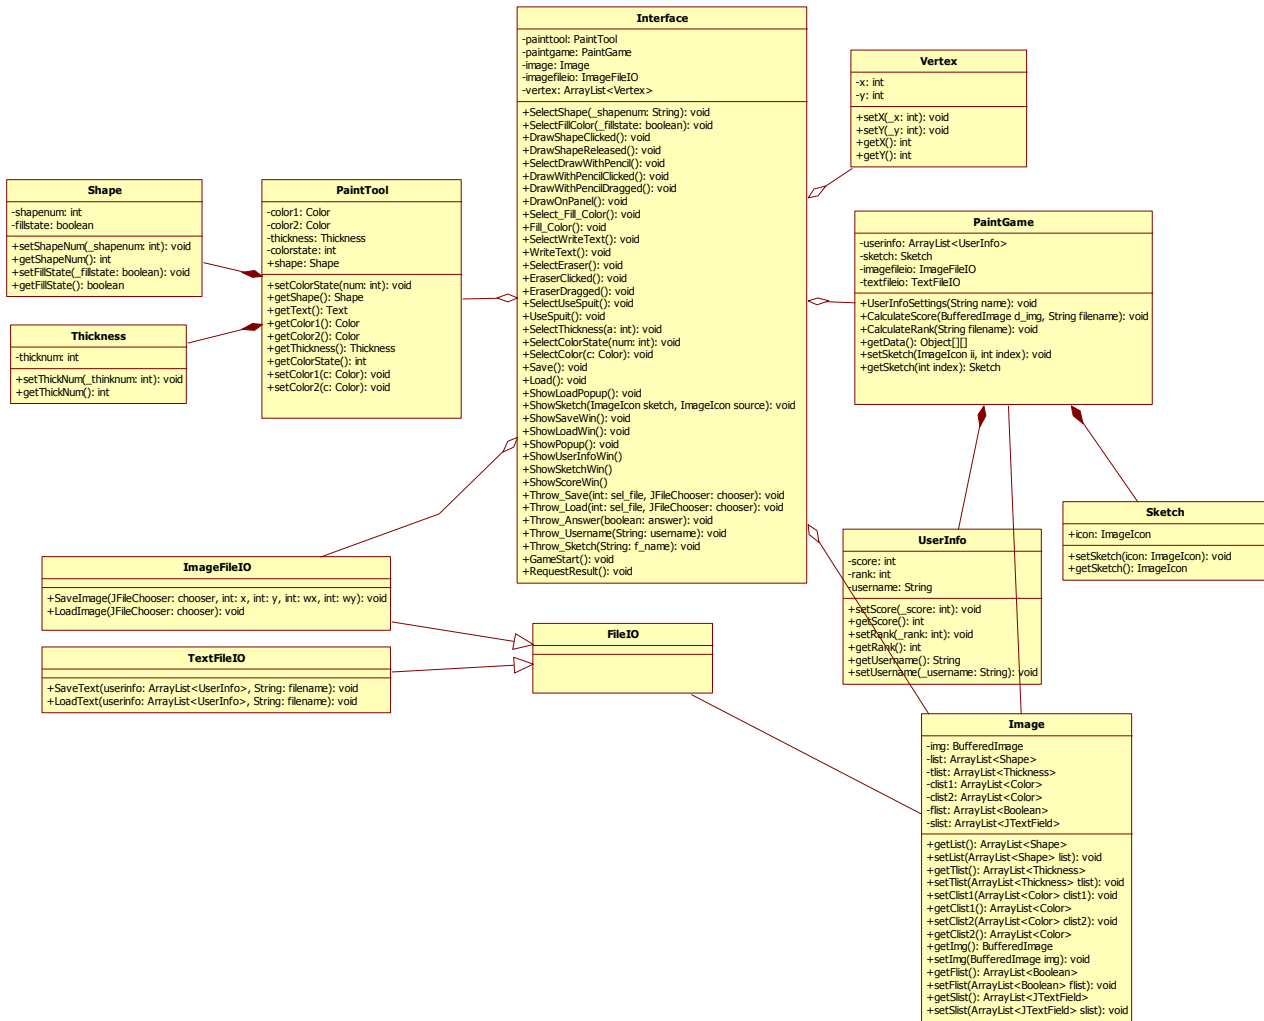 Interface
-painttool: PaintTool
-paintgame: PaintGame
-image: Image
-imagefileio: ImageFileIO
-vertex: ArrayList<Vertex>
+SelectShape(_shapenum: String): void
+SelectFillColor(_fillstate: boolean): void
+DrawShapeClicked(): void
+DrawShapeReleased(): void
+SelectDrawWithPencil(): void
+DrawWithPencilClicked(): void
+DrawWithPencilDragged(): void
+DrawOnPanel(): void
+Select_Fill_Color(): void
+Fill_Color(): void
+SelectWriteText(): void
+WriteText(): void
+SelectEraser(): void
+EraserClicked(): void
+EraserDragged(): void
+SelectUseSpuit(): void
+UseSpuit(): void
+SelectThickness(a: int): void
+SelectColorState(num: int): void
+SelectColor(c: Color): void
+Save(): void
+Load(): void
+ShowLoadPopup(): void
+ShowSketch(ImageIcon sketch, ImageIcon source): void
+ShowSaveWin(): void
+ShowLoadWin(): void
+ShowPopup(): void
+ShowUserInfoWin()
+ShowSketchWin()
+ShowScoreWin()
+Throw_Save(int: sel_file, JFileChooser: chooser): void
+Throw_Load(int: sel_file, JFileChooser: chooser): void
+Throw_Answer(boolean: answer): void
+Throw_Username(String: username): void
+Throw_Sketch(String: f_name): void
+GameStart(): void
+RequestResult(): void
Vertex
-x: int
-y: int
+setX(_x: int): void
+setY(_y: int): void
+getX(): int
+getY(): int
Shape
-shapenum: int
-fillstate: boolean
+setShapeNum(_shapenum: int): void
+getShapeNum(): int
+setFillState(_fillstate: boolean): void
+getFillState(): boolean
PaintTool
-color1: Color
-color2: Color
-thickness: Thickness
-colorstate: int
+shape: Shape
+setColorState(num: int): void
+getShape(): Shape
+getText(): Text
+getColor1(): Color
+getColor2(): Color
+getThickness(): Thickness
+getColorState(): int
+setColor1(c: Color): void
+setColor2(c: Color): void
PaintGame
-userinfo: ArrayList<UserInfo>
-sketch: Sketch
-imagefileio: ImageFileIO
-textfileio: TextFileIO
+UserInfoSettings(String name): void
+CalculateScore(BufferedImage d_img, String filename): void
+CalculateRank(String filename): void
+getData(): Object[][]
+setSketch(ImageIcon ii, int index): void
+getSketch(int index): Sketch
Thickness
-thicknum: int
+setThickNum(_thinknum: int): void
+getThickNum(): int
Sketch
+icon: ImageIcon
+setSketch(icon: ImageIcon): void
+getSketch(): ImageIcon
UserInfo
-score: int
-rank: int
-username: String
+setScore(_score: int): void
+getScore(): int
+setRank(_rank: int): void
+getRank(): int
+getUsername(): String
+setUsername(_username: String): void
ImageFileIO
+SaveImage(JFileChooser: chooser, int: x, int: y, int: wx, int: wy): void
+LoadImage(JFileChooser: chooser): void
FileIO
TextFileIO
+SaveText(userinfo: ArrayList<UserInfo>, String: filename): void
+LoadText(userinfo: ArrayList<UserInfo>, String: filename): void
Image
-img: BufferedImage
-list: ArrayList<Shape>
-tlist: ArrayList<Thickness>
-clist1: ArrayList<Color>
-clist2: ArrayList<Color>
-flist: ArrayList<Boolean>
-slist: ArrayList<JTextField>
+getList(): ArrayList<Shape>
+setList(ArrayList<Shape> list): void
+getTlist(): ArrayList<Thickness>
+setTlist(ArrayList<Thickness> tlist): void
+setClist1(ArrayList<Color> clist1): void
+getClist1(): ArrayList<Color>
+setClist2(ArrayList<Color> clist2): void
+getClist2(): ArrayList<Color>
+getImg(): BufferedImage
+setImg(BufferedImage img): void
+getFlist(): ArrayList<Boolean>
+setFlist(ArrayList<Boolean> flist): void
+getSlist(): ArrayList<JTextField>
+setSlist(ArrayList<JTextField> slist): void